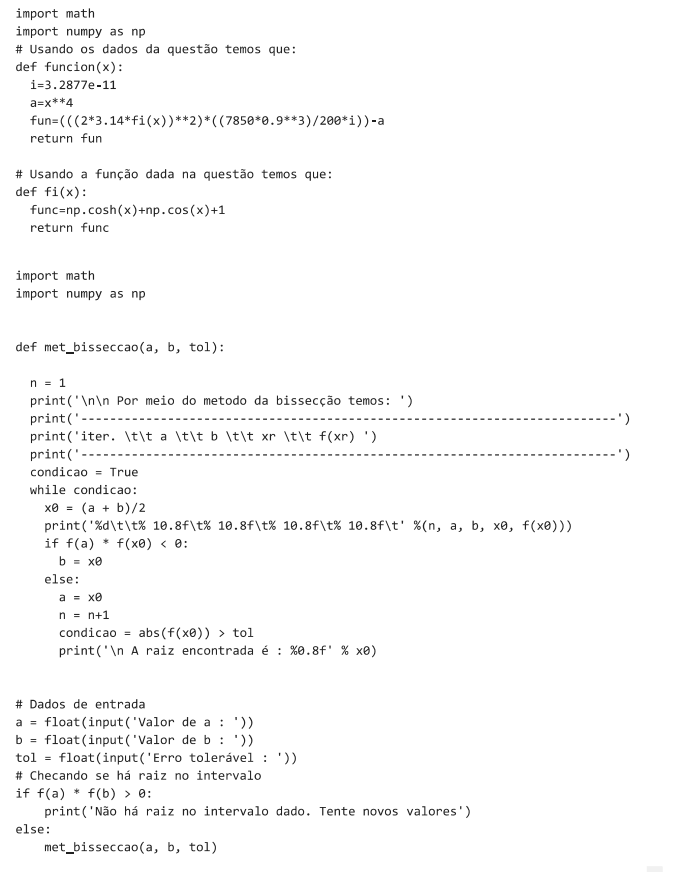 import math
import numpy as np
# Usando os dados da questão temos que:
def funcion(x):
  i=3.2877e-11
  a=x**4
  fun=(((2*3.14*fi(x))**2)*((7850*0.9**3)/200*i))-a
  return fun

# Usando a função dada na questão temos que:
def fi(x):
  func=np.cosh(x)+np.cos(x)+1
  return func

import math
import numpy as np

def met_bisseccao(a, b, tol):

  n = 1
  print('\n\n Por meio do metodo da bissecção temos: ')
  print('--------------------------------------------------------------------------')
  print('iter. \t\t a \t\t b \t\t xr \t\t f(xr) ')
  print('--------------------------------------------------------------------------')
  condicao = True
  while condicao:
    x0 = (a + b)/2
    print('%d\t\t% 10.8f\t% 10.8f\t% 10.8f\t% 10.8f\t' %(n, a, b, x0, f(x0)))
    if f(a) * f(x0) < 0:
      b = x0
    else:
      a = x0
      n = n+1
      condicao = abs(f(x0)) > tol
      print('\n A raiz encontrada é : %0.8f' % x0)

# Dados de entrada
a = float(input('Valor de a : '))
b = float(input('Valor de b : '))
tol = float(input('Erro tolerável : '))
# Checando se há raiz no intervalo
if f(a) * f(b) > 0:
    print('Não há raiz no intervalo dado. Tente novos valores')
else:
    met_bisseccao(a, b, tol)